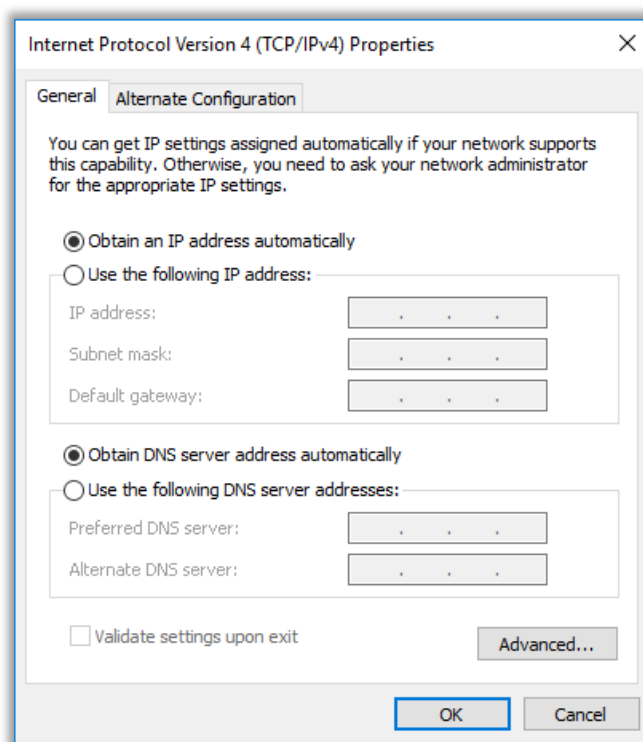 Internet Protocol Version 4 (TCP/IPv4) Properties
General
Alternate Configuration
You can get IP settings assigned automatically if your network supports
this capability. Otherwise, you need to ask your network administrator
for the appropriate IP settings.
Obtain an IP address automatically
Use the following IP address:
IP address:
Subnet mask:
Default gateway:
Obtain DNS server address automatically
Use the following DNS server addresses:
Preferred DNS server:
Alternate DNS server:
Validate settings upon exit
Advanced...
OK
Cancel